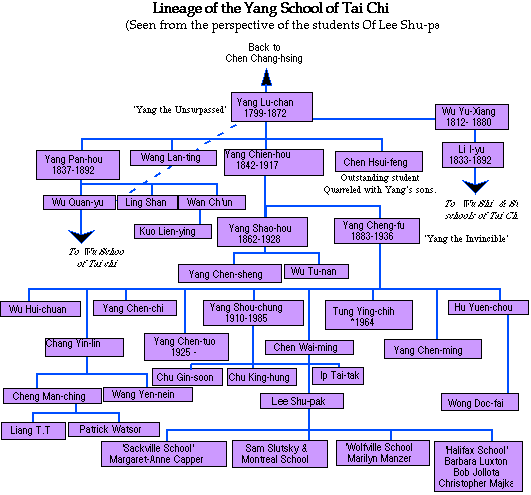 Lineage of the Yang School of Tai Chi
(Seen from the perspective of the students Of Lee Shu-pa
Back to
Chen Chang-hsing
'Yang the Unsurpassed'
Yang Lu-chan
1799-1872
Wu Yu-Xiang
1812- 1880
Yang Pan-hou
1837-1892
Wang Lan-ting
Yang Chien-hou
1842-1917
Chen Hsui-feng
Li I-yu
1833-1892
Outstanding student
Quarreled with Yang's sons.
Wu Quan-yu
Ling Shan
Wan Ch'un
To Wu Shi & S
schools of Tai Ch
Kuo Lien-ying
Yang Shao-hou
1862-1928
Yang Cheng-fu
1883-1936
'Yang the Invincible'
To Wu Schoo
of Tai chi
Yang Chen-sheng
Wu Tu-nan
Wu Hui-chuan
Yang Chen-chi
Yang Shou-chung
1910-1985
Tung Ying-chih
^1964
Hu Yuen-chou
Chang Yin-lin
Yang Chen-tuo
1925 -
Chen Wai-ming
Yang Chen-ming
Chu Gin-soon
Chu King-hung
Ip Tai-tak
Cheng Man-ching
Wang Yen-nein
Lee Shu-pak
Wong Doc-fai
Liang T.T
Patrick Watsor
'Sackville School'
Margaret-Anne Capper
Sam Slutsky &
Montreal School
'Wolfville School
Marilyn Manzer
'Halifax School'
Barbara Luxton
Bob Jollota
Christopher Majka